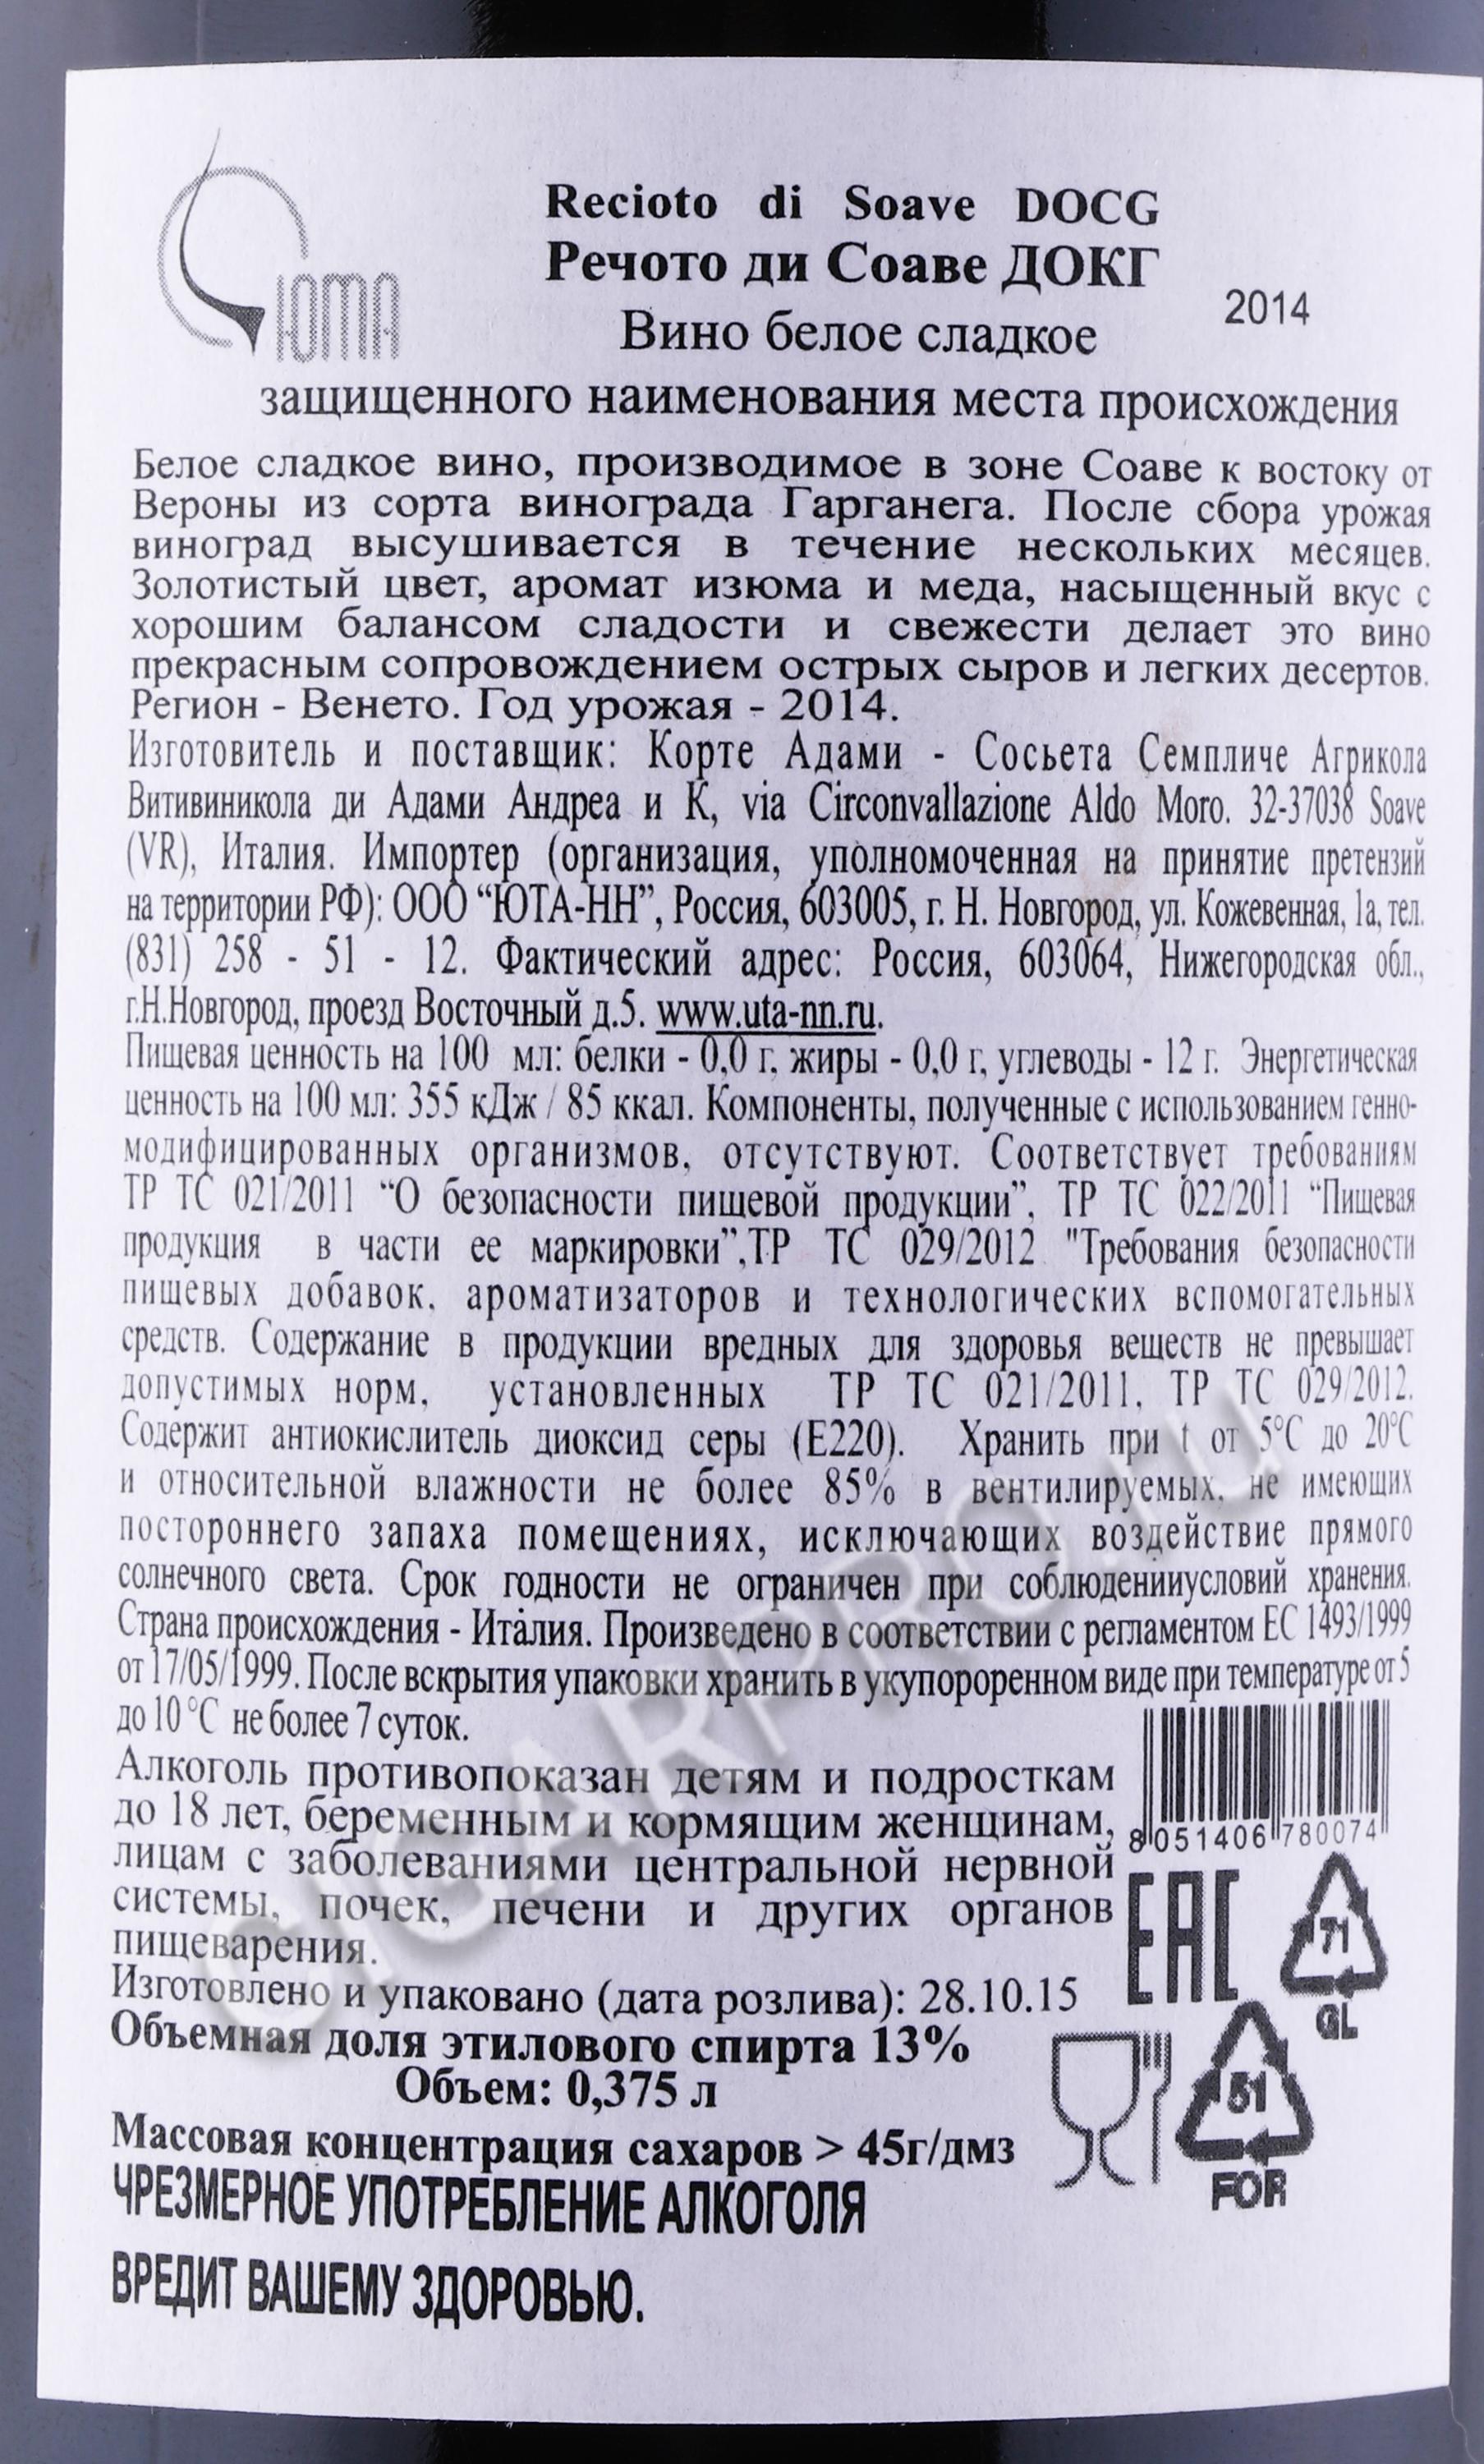 ЮТА
Recioto di Soave DOCG
Речото ди Соаве ДОКГ
2014
Вино белое сладкое
защищенного наименования места происхождения
Белое сладкое вино, производимое в зоне Соаве к востоку от
Вероны из сорта винограда Гарганега. После сбора урожая
виноград высушивается в течение нескольких месяцев.
Золотистый цвет, аромат изюма и меда, насыщенный вкус с
хорошим балансом сладости и свежести делает это вино
прекрасным сопровождением острых сыров и легких десертов.
Регион - Венето. Год урожая - 2014.
Изготовитель и поставщик: Корте Адами - Сосьета Семпличе Агрикола
Витивиникола ди Адами Андреа и К, via Circonvallazione Aldo Moro. 32-37038 Soave
(VR), Италия. Импортер (организация, уполномоченная на принятие претензий
на территории РФ): ООО “ЮТА-НН”, Россия, 603005, г. Н. Новгород, ул. Кожевенная, 1а, тел.
(831) 258 - 51 - 12. Фактический адрес: Россия, 603064, Нижегородская обл.,
г.Н.Новгород, проезд Восточный д.5. www.uta-nn.ru.
Пищевая ценность на 100 мл: белки - 0,0 г, жиры - 0,0 г, углеводы - 12 г. Энергетическая
ценность на 100 мл: 355 кДж / 85 ккал. Компоненты, полученные с использованием генно-
модифицированных организмов, отсутствуют. Соответствует требованиям
ТР ТС 021/2011 “О безопасности пищевой продукции”, ТР ТС 022/2011 “Пищевая
продукция в части ее маркировки”,ТР ТС 029/2012 "Требования безопасности
пищевых добавок, ароматизаторов и технологических вспомогательных
средств. Содержание в продукции вредных для здоровья веществ не превышает
допустимых норм, установленных ТР ТС 021/2011, ТР ТС 029/2012.
Содержит антиокислитель диоксид серы (Е220). Хранить при t от 5°С до 20°С
и относительной влажности не более 85% в вентилируемых, не имеющих
постороннего запаха помещениях, исключающих воздействие прямого
солнечного света. Срок годности не ограничен при соблюденииусловий хранения.
Страна происхождения - Италия. Произведено в соответствии с регламентом ЕС 1493/1999
от 17/05/1999. После вскрытия упаковки хранить в укупороренном виде при температуре от 5
до 10 °С не более 7 суток.
Алкоголь противопоказан детям и подросткам
до 18 лет, беременным и кормящим женщинам,
лицам с заболеваниями центральной нервной
системы, почек, печени и других органов
пищеварения.
8 051406 780074
EAC
71
GL
Изготовлено и упаковано (дата розлива): 28.10.15
Объемная доля этилового спирта 13%
Объем: 0,375 л
51
FOR
Массовая концентрация сахаров > 45г/дмз
ЧРЕЗМЕРНОЕ УПОТРЕБЛЕНИЕ АЛКОГОЛЯ
ВРЕДИТ ВАШЕМУ ЗДОРОВЬЮ.
CIGARPRO.ru